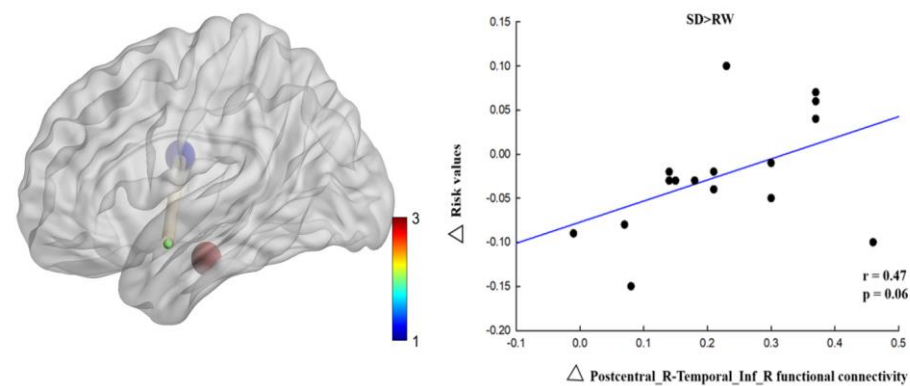 3
1
SD>RW
0.15
0.10
0.05
0.00
-0.05
-0.10
-0.15
-0.20
△ Risk values
r = 0.47
p = 0.06
-0.1 0.0 0.1 0.2 0.3 0.4 0.5
△ Postcentral_R-Temporal_Inf_R functional connectivity